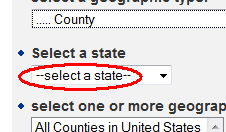 ..... County
Select a state
--select a state--
select one or more geograp
All Counties in United States